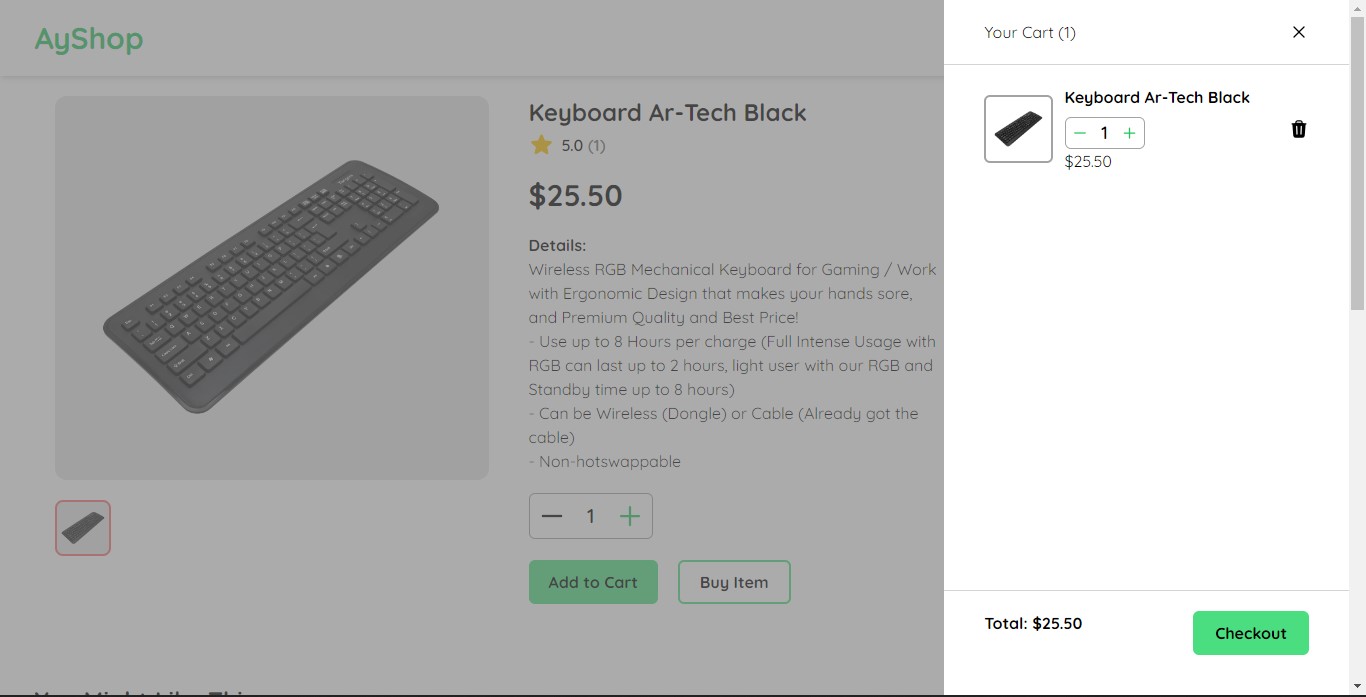 AyShop
Keyboard Ar-Tech Black
5.0 (1)
$25.50
Details:
Wireless RGB Mechanical Keyboard for Gaming / Work
with Ergonomic Design that makes your hands sore,
and Premium Quality and Best Price!
- Use up to 8 Hours per charge (Full Intense Usage with
RGB can last up to 2 hours, light user with our RGB and
Standby time up to 8 hours)
- Can be Wireless (Dongle) or Cable (Already got the
cable)
- Non-hotswappable
1
Add to Cart
Buy Item
Your Cart (1)
Keyboard Ar-Tech Black
1
$25.50
Total: $25.50
Checkout